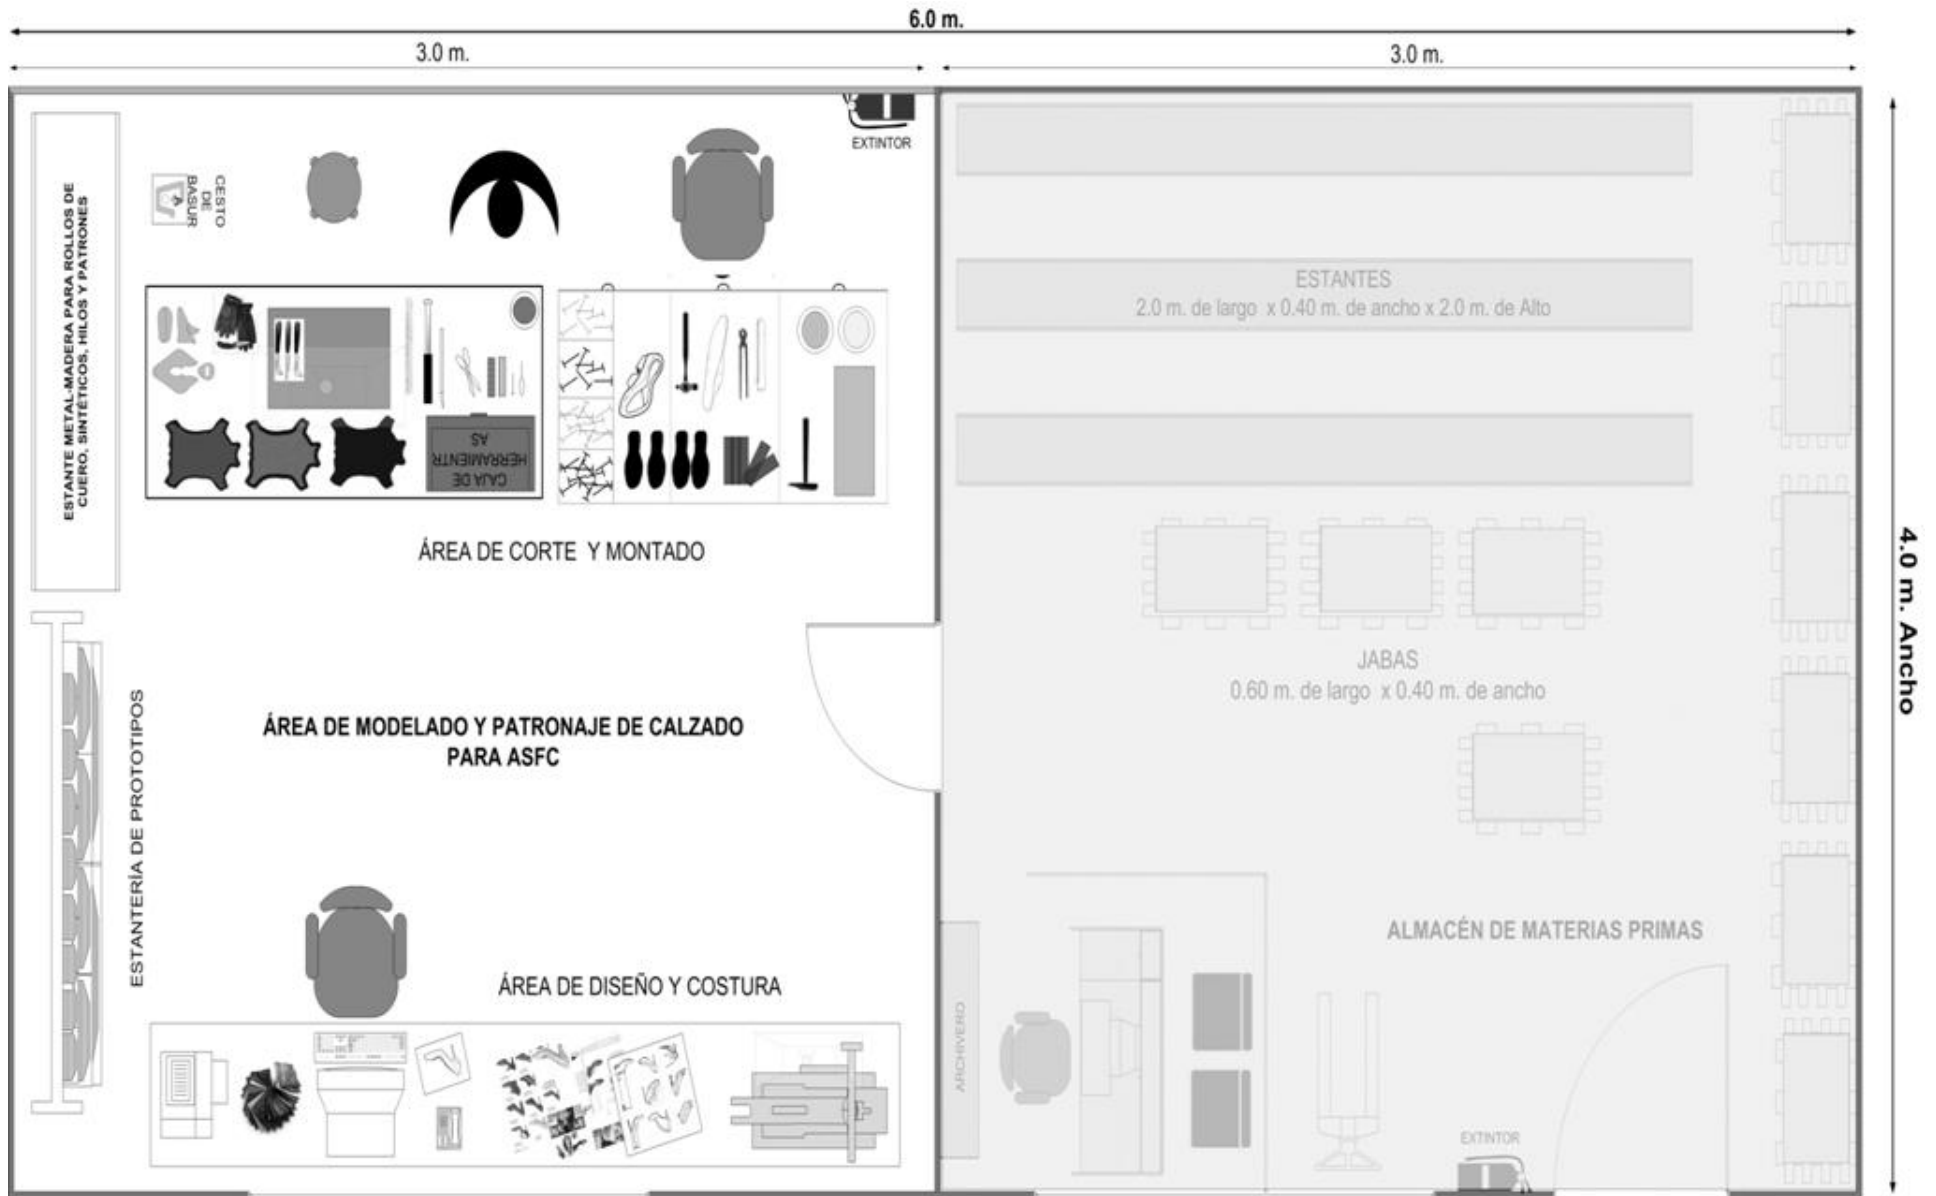 6.0 m.
3.0 m.
3.0 m.
EXTINTOR
CESTO
DE
BASUR
A
ESTANTE METAL-MADERA PARA ROLLOS DE
CUERO, SINTÉTICOS, HILOS Y PATRONES
ESTANTES
2.0 m. de largo x 0.40 m. de ancho x 2.0 m. de Alto
CAJA DE
HERRAMIENTR
AS
ÁREA DE CORTE Y MONTADO
4.0 m. Ancho
JABAS
0.60 m. de largo x 0.40 m. de ancho
ESTANTERÍA DE PROTOTIPOS
ÁREA DE MODELADO Y PATRONAJE DE CALZADO
PARA ASFC
ALMACÉN DE MATERIAS PRIMAS
ÁREA DE DISEÑO Y COSTURA
ARCHIVERO
EXTINTOR